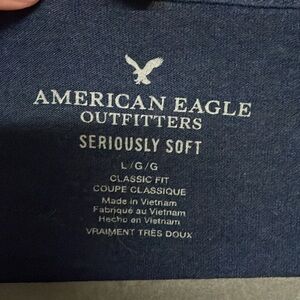 AMERICAN EAGLE
OUTFITTERS
SERIOUSLY SOFT
L/G/G
CLASSIC FIT
COUPE CLASSIQUE
Made in Vietnam
Fabriqué au Vietnam
Hecho en Vietnam
VRAIMENT TRÈS DOUX